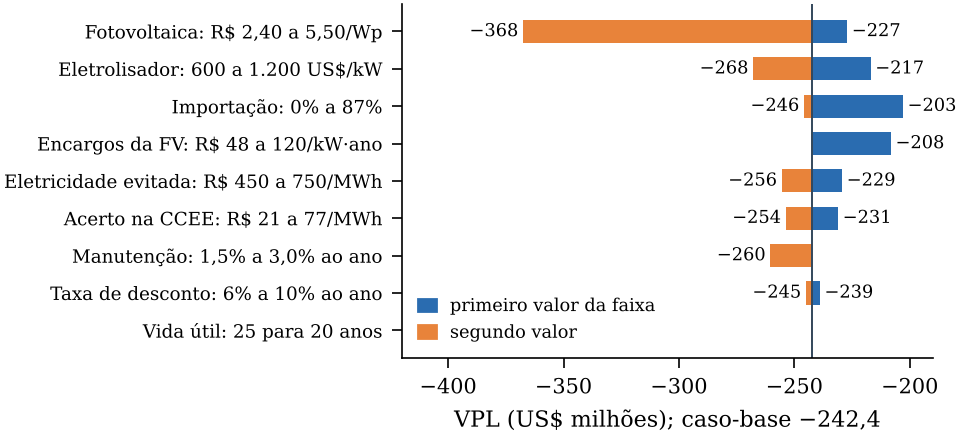 Fotovoltaica: R$ 2,40 a 5,50/Wp
−368
−227
Eletrolisador: 600 a 1.200 US$/kW
−268
−217
Importação: 0% a 87%
−246
−203
Encargos da FV: R$ 48 a 120/kW·ano
−208
Eletricidade evitada: R$ 450 a 750/MWh
−256
−229
Acerto na CCEE: R$ 21 a 77/MWh
−254
−231
Manutenção: 1,5% a 3,0% ao ano
−260
Taxa de desconto: 6% a 10% ao ano
−245
−239
Vida útil: 25 para 20 anos
primeiro valor da faixa
segundo valor
−400
−350
−300
−250
−200
VPL (US$ milhões); caso-base −242,4